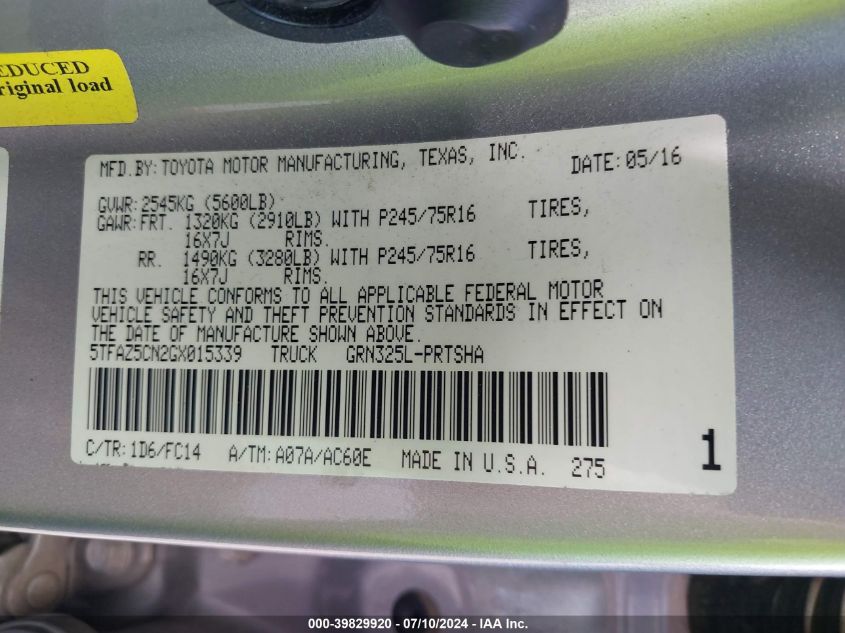 EDUCED
riginal load
MFD.BY: TOYOTA MOTOR MANUFACTURING, TEXAS, INC. DATE: 05/16
GVWR: 2545KG (5600LB)
GAWR: FRT. 1320KG (2910LB) WITH P245/75R16 TIRES,
16X7J RIMS.
RR. 1490KG (3280LB) WITH P245/75R16 TIRES,
16X7J RIMS.
THIS VEHICLE CONFORMS TO ALL APPLICABLE FEDERAL MOTOR
VEHICLE SAFETY AND THEFT PREVENTION STANDARDS IN EFFECT ON
THE DATE OF MANUFACTURE SHOWN ABOVE.
5TFAZ5CN2GX015339 TRUCK GRN325L-PRTSHA
C/TR: 1D6/FC14 A/TM: A07A/AC60E MADE IN U.S.A. 275 1
000-39829920 - 07/10/2024 - IAA Inc.